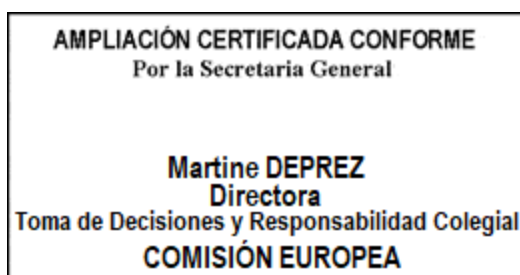 AMPLIACIÓN CERTIFICADA CONFORME
Por la Secretaria General
Martine DEPREZ
Directora
Toma de Decisiones y Responsabilidad Colegial
COMISIÓN EUROPEA